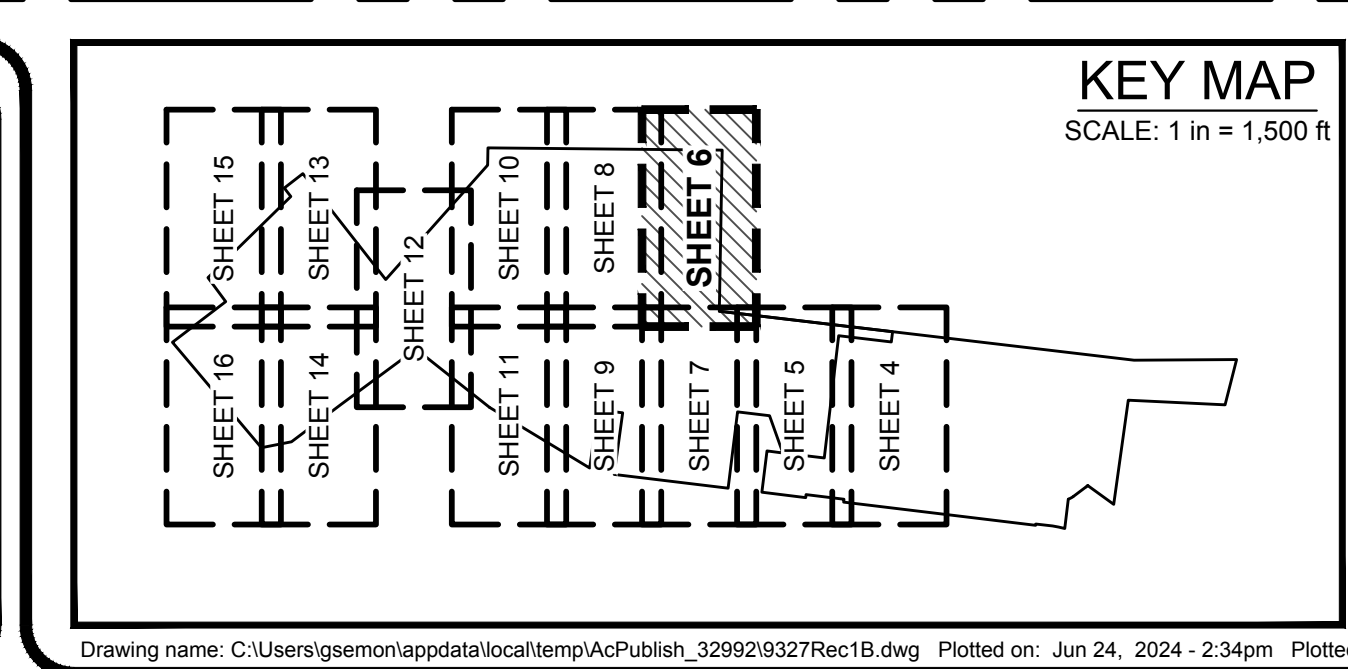 KEY MAP
SCALE: 1 in = 1,500 ft
SHEET 15
SHEET 13
SHEET 12
SHEET 10
SHEET 8
SHEET 6
SHEET 16
SHEET 14
SHEET 11
SHEET 9
SHEET 7
SHEET 5
SHEET 4
Drawing name: C:\Users\gsemon\appdata\local\temp\AcPublish_32992\9327Rec1B.dwg Plotted on: Jun 24, 2024 - 2:34pm Plotte